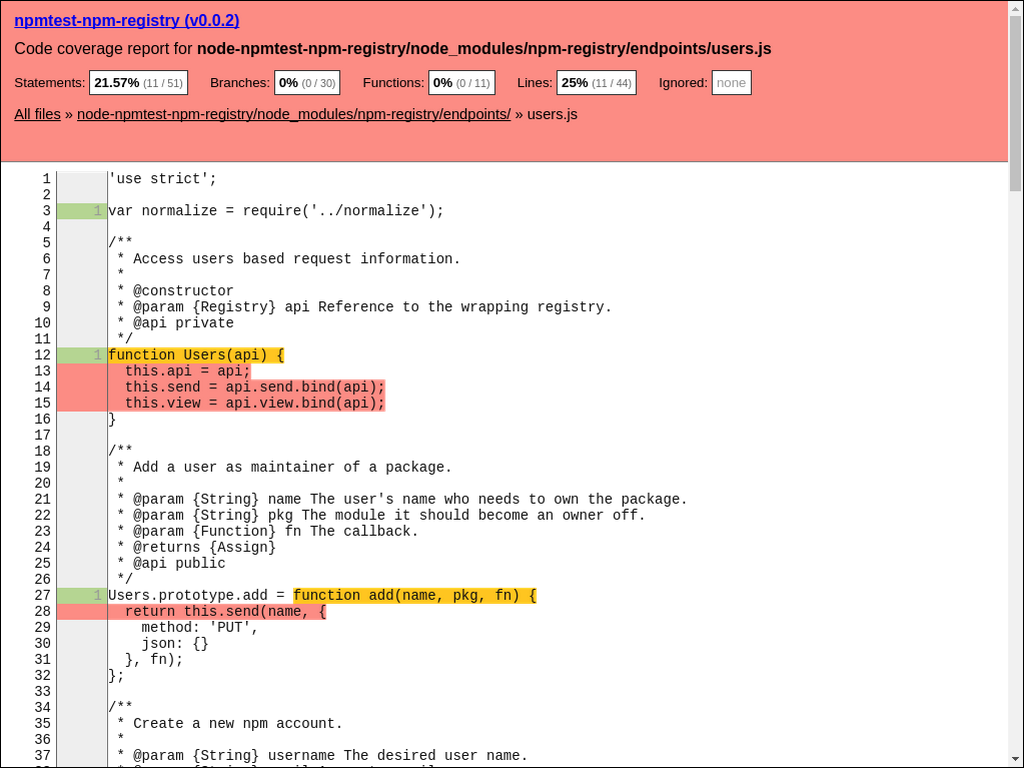 npmtest-npm-registry (v0.0.2)
Code coverage report for node-npmtest-npm-registry/node_modules/npm-registry/endpoints/users.js
Statements: 21.57% (11 / 51) Branches: 0% (0 / 30) Functions: 0% (0 / 11) Lines: 25% (11 / 44) Ignored: none
All files » node-npmtest-npm-registry/node_modules/npm-registry/endpoints/ » users.js
1 'use strict';
2
3 1 var normalize = require('../normalize');
4
5 /**
6 * Access users based request information.
7 *
8 * @constructor
9 * @param {Registry} api Reference to the wrapping registry.
10 * @api private
11 */
12 1 function Users(api) {
13 this.api = api;
14 this.send = api.send.bind(api);
15 this.view = api.view.bind(api);
16 }
17
18 /**
19 * Add a user as maintainer of a package.
20 *
21 * @param {String} name The user's name who needs to own the package.
22 * @param {String} pkg The module it should become an owner off.
23 * @param {Function} fn The callback.
24 * @returns {Assign}
25 * @api public
26 */
27 1 Users.prototype.add = function add(name, pkg, fn) {
28 return this.send(name, {
29 method: 'PUT',
30 json: {}
31 }, fn);
32 };
33
34 /**
35 * Create a new npm account.
36 *
37 * @param {String} username The desired user name.